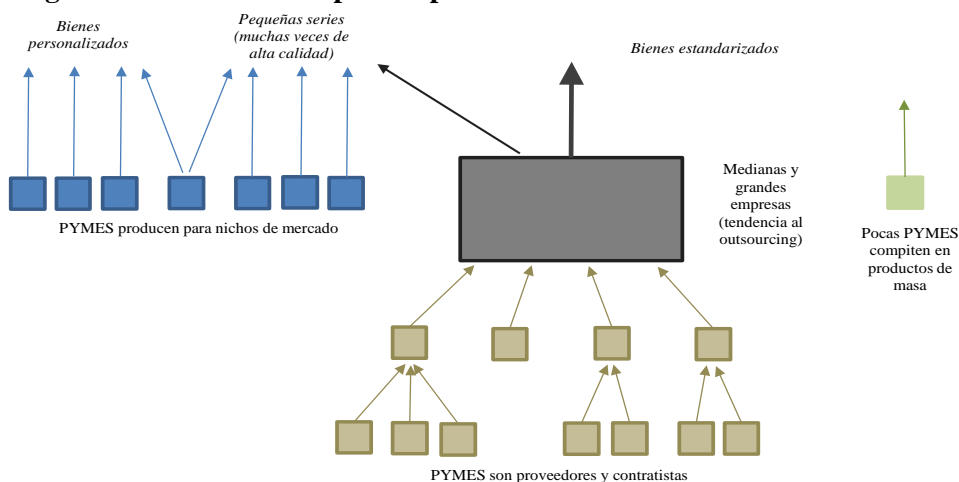 Bienes
personalizados
Pequeñas series
(muchas veces de
alta calidad)
Bienes estandarizados
PYMES producen para nichos de mercado
Medianas y
grandes
empresas
(tendencia al
outsourcing)
Pocas PYMES
compiten en
productos de
masa
PYMES son proveedores y contratistas